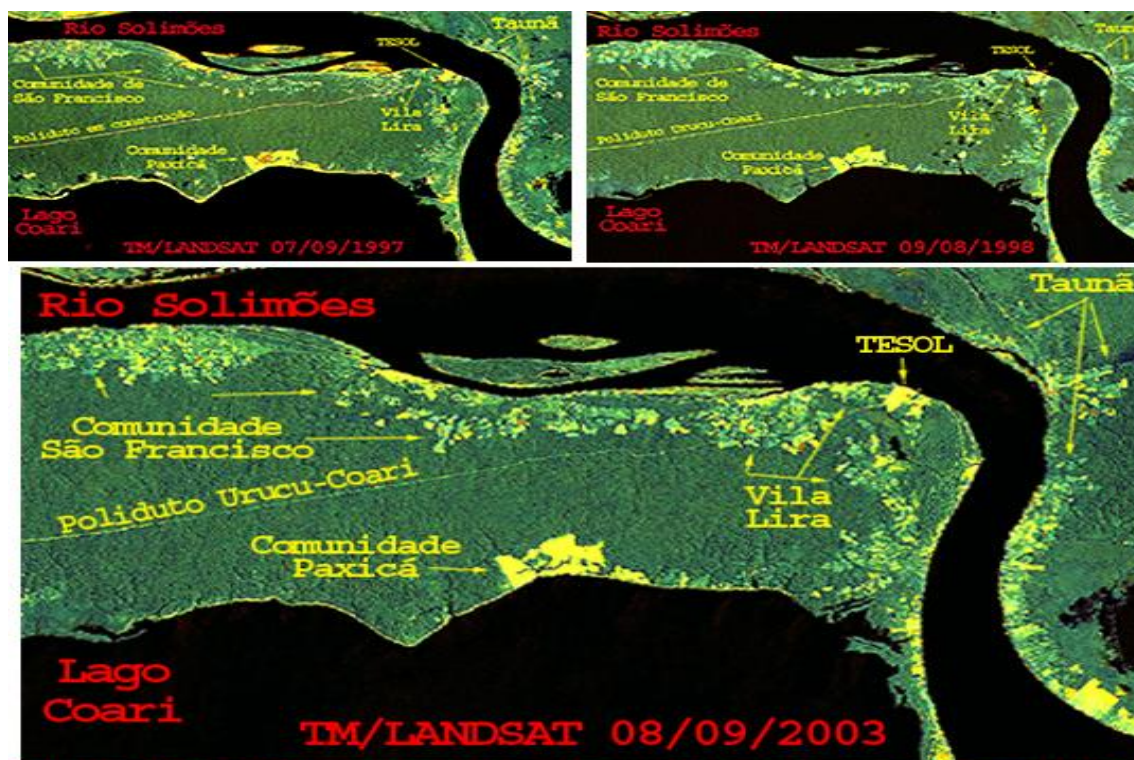 Rio Solimões
Taunã
TESOL
Comunidade de
São Francisco
Poliduto em construção
Vila
Lira
Comunidade
Paxicá
Lago
Coari
TM/LANDSAT 07/09/1997
Rio Solimões
Taunã
TESOL
Comunidade de
São Francisco
Poliduto Urucu-Coari
Vila
Lira
Comunidade
Paxicá
Lago
Coari
TM/LANDSAT 09/08/1998
Rio Solimões
Taunã
TESOL
Comunidade
São Francisco
Poliduto Urucu-Coari
Vila
Lira
Comunidade
Paxicá
Lago
Coari
TM/LANDSAT 08/09/2003